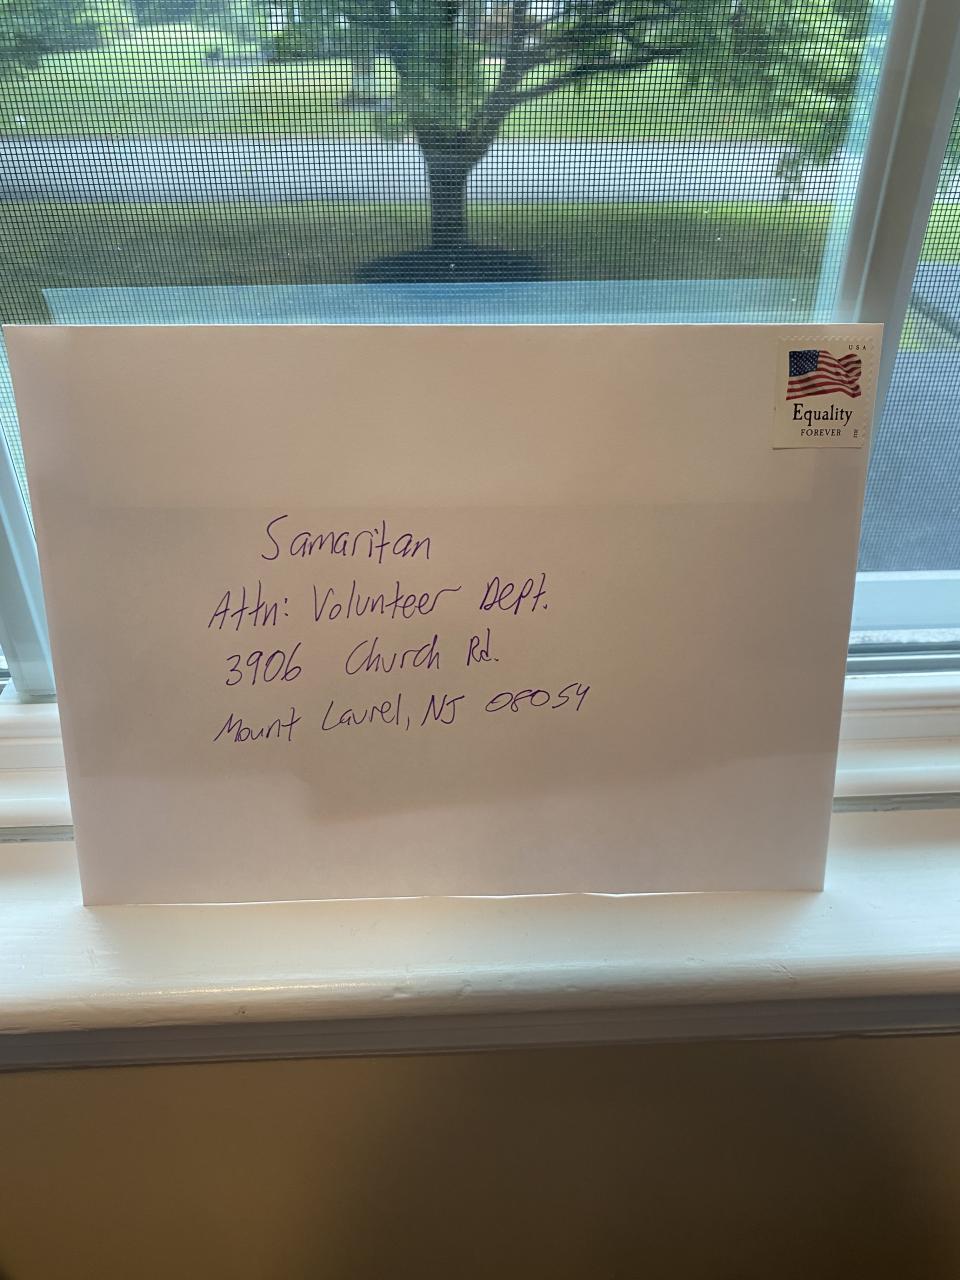 USA
Equality
FOREVER
Samaritan
Attn: Volunteer Dept.
3906 Church Rd.
Mount Laurel, NJ 08054